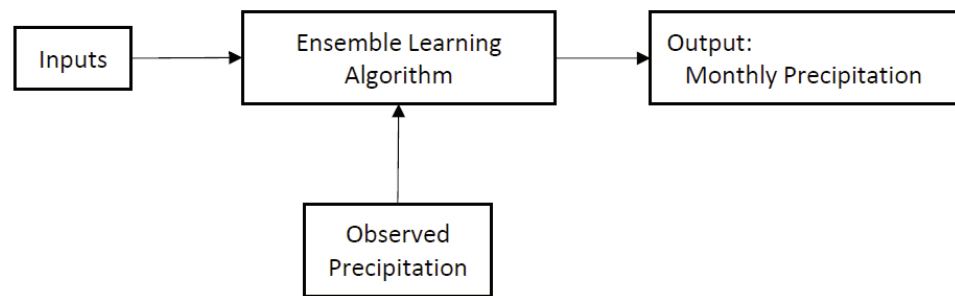 Inputs
Ensemble Learning
Algorithm
Output:
Monthly Precipitation
Observed
Precipitation